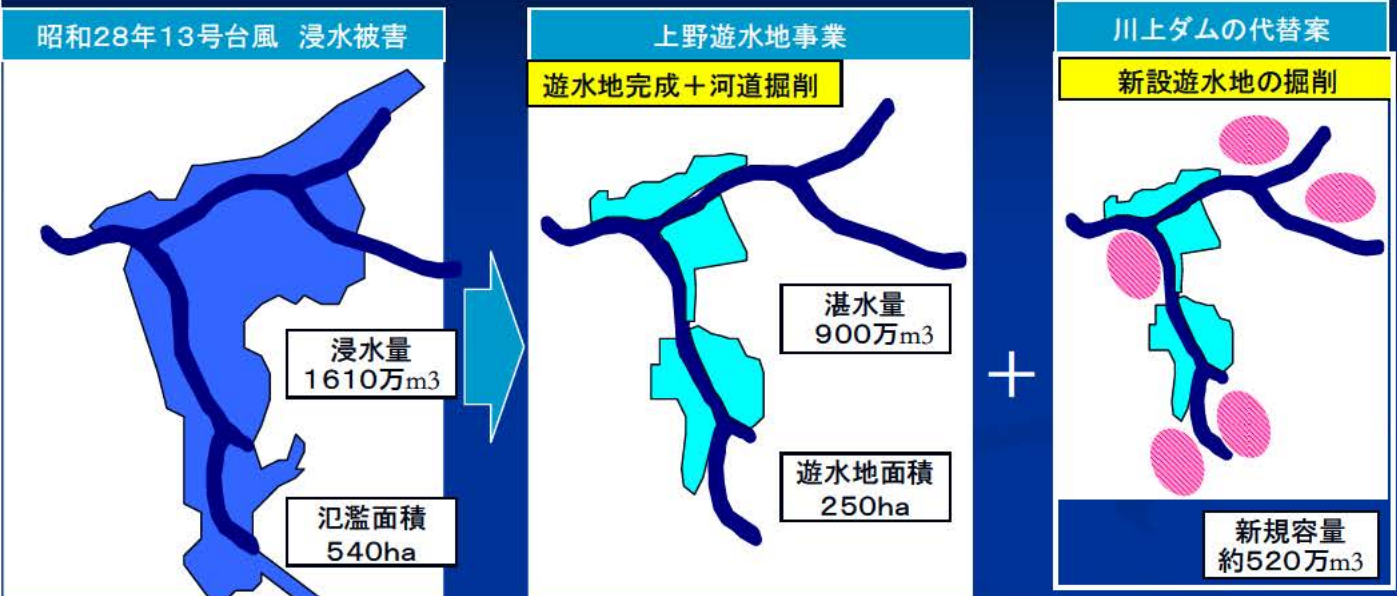 昭和28年13号台風 浸水被害
浸水量
1610万m3
氾濫面積
540ha
上野遊水地事業
遊水地完成＋河道掘削
湛水量
900万m3
遊水地面積
250ha
＋
川上ダムの代替案
新設遊水地の掘削
新規容量
約520万m3